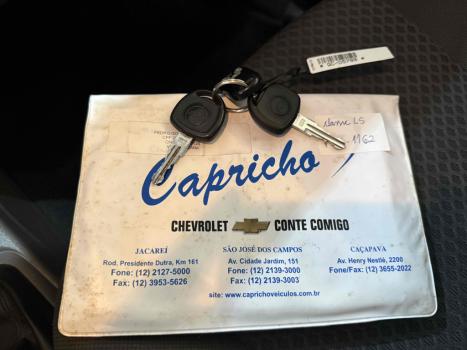 Capricho
CHEVROLET CONTE COMIGO
JACAREÍ
Rod. Presidente Dutra, Km 161
Fone: (12) 2127-5000
Fax: (12) 3953-5626
SÃO JOSÉ DOS CAMPOS
Av. Cidade Jardim, 151
Fone: (12) 2139-3000
Fax: (12) 2139-3003
CAÇAPAVA
Av. Henry Nestlé, 2200
Fone/Fax: (12) 3655-2022
site: www.caprichoveiculos.com.br
LS
1162